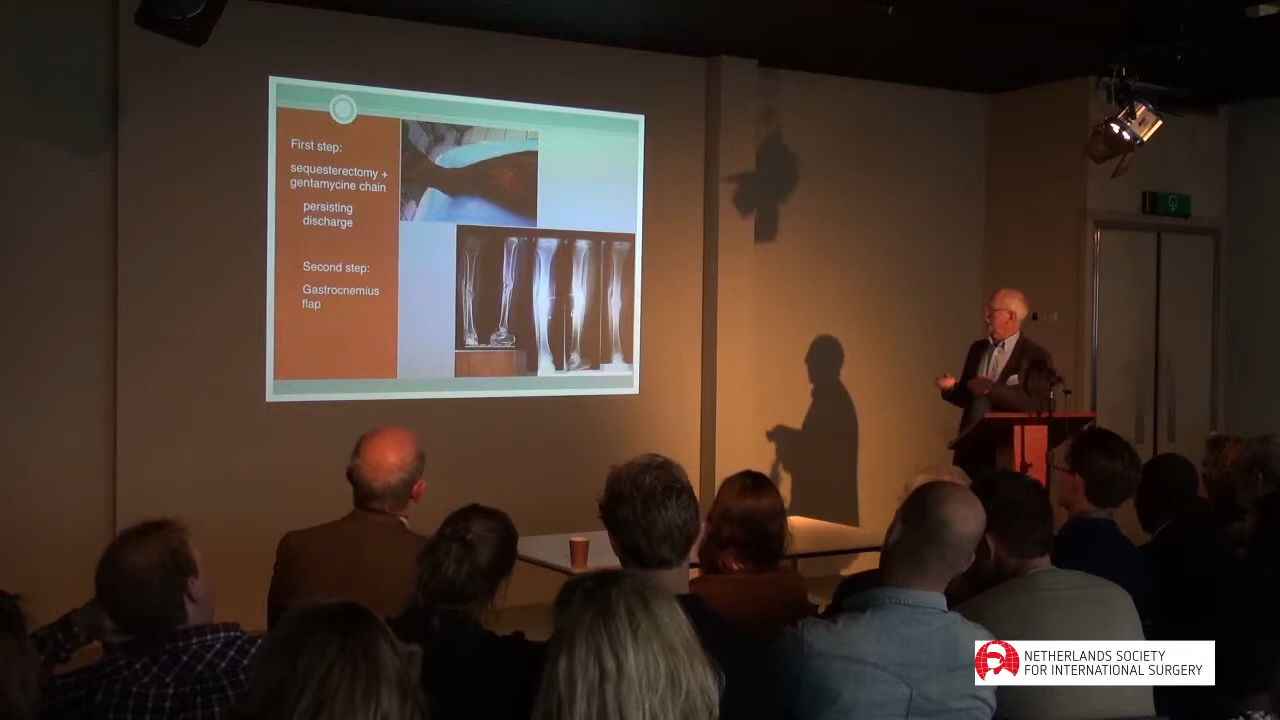 First step:
sequesterectomy +
gentamycine chain
persisting
discharge
Second step:
Gastrocnemius
flap
NETHERLANDS SOCIETY
FOR INTERNATIONAL SURGERY